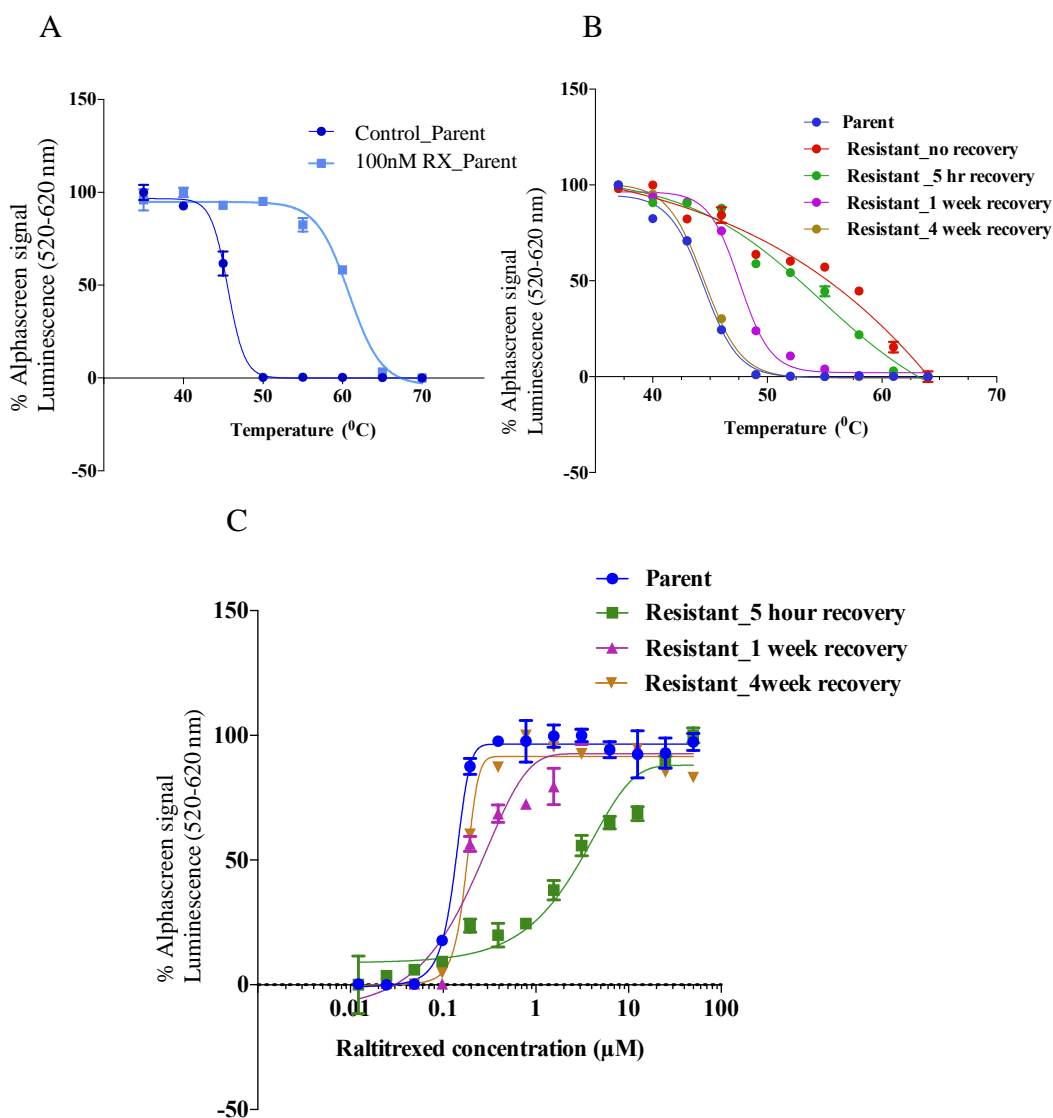 A
150
100
50
0
-50
40
50
60
70
% Alphascreen signal
Luminescence (520-620 nm)
Temperature (⁰C)
Control_Parent
100nM RX_Parent
B
150
100
50
0
-50
40
50
60
70
% Alphascreen signal
Luminescence (520-620 nm)
Temperature (⁰C)
Parent
Resistant_no recovery
Resistant_5 hr recovery
Resistant_1 week recovery
Resistant_4 week recovery
C
Parent
Resistant_5 hour recovery
Resistant_1 week recovery
Resistant_4week recovery
150
100
50
0
-50
0.01
0.1
1
10
100
% Alphascreen signal
Luminescence (520-620 nm)
Raltitrexed concentration (µM)